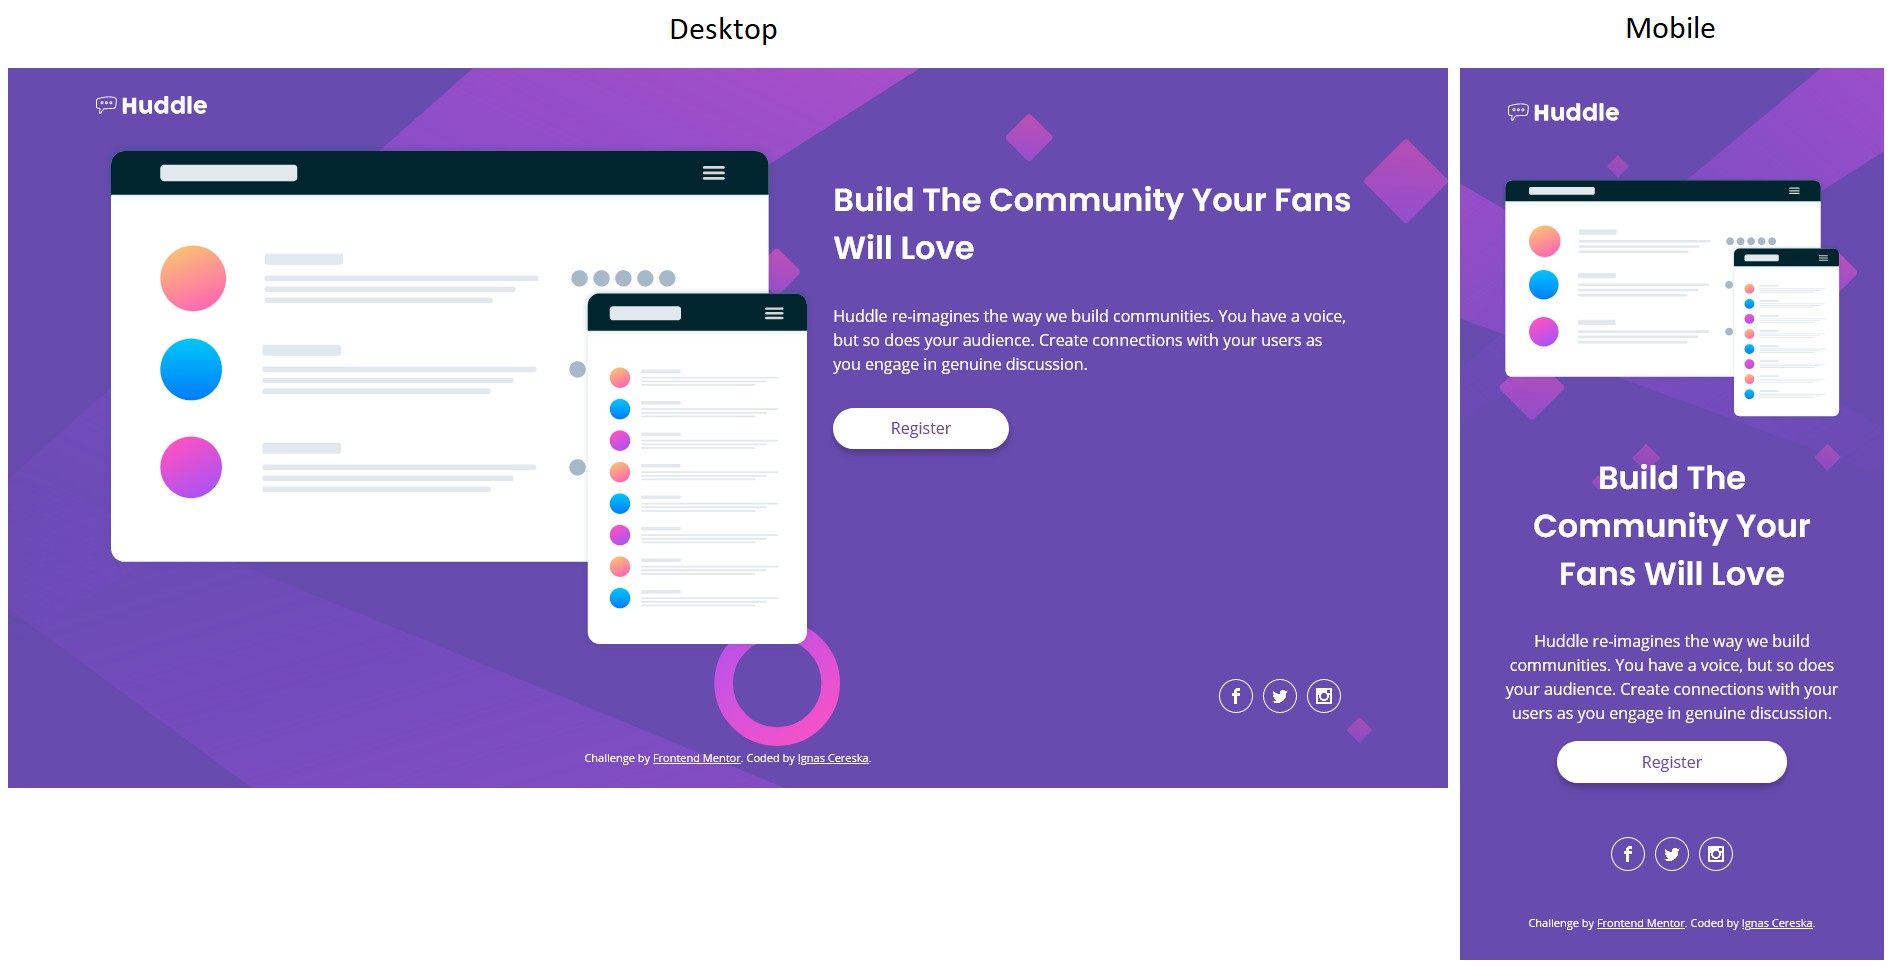 Desktop
Huddle
Build The Community Your Fans
Will Love
Huddle re-imagines the way we build communities. You have a voice,
but so does your audience. Create connections with your users as
you engage in genuine discussion.
Register
Challenge by Frontend Mentor. Coded by Ignas Cereska.
Mobile
Huddle
Build The
Community Your
Fans Will Love
Huddle re-imagines the way we build
communities. You have a voice, but so does
your audience. Create connections with your
users as you engage in genuine discussion.
Register
Challenge by Frontend Mentor. Coded by Ignas Cereska.